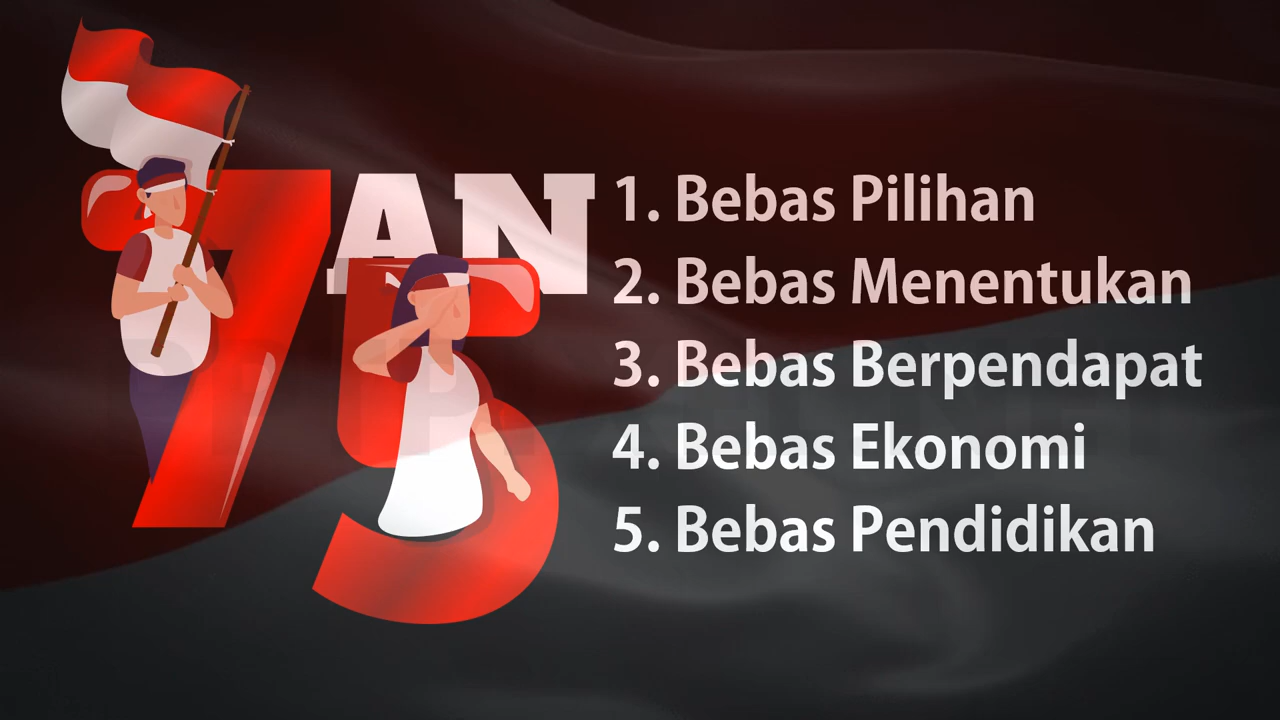 75
AN
1. Bebas Pilihan
2. Bebas Menentukan
3. Bebas Berpendapat
4. Bebas Ekonomi
5. Bebas Pendidikan